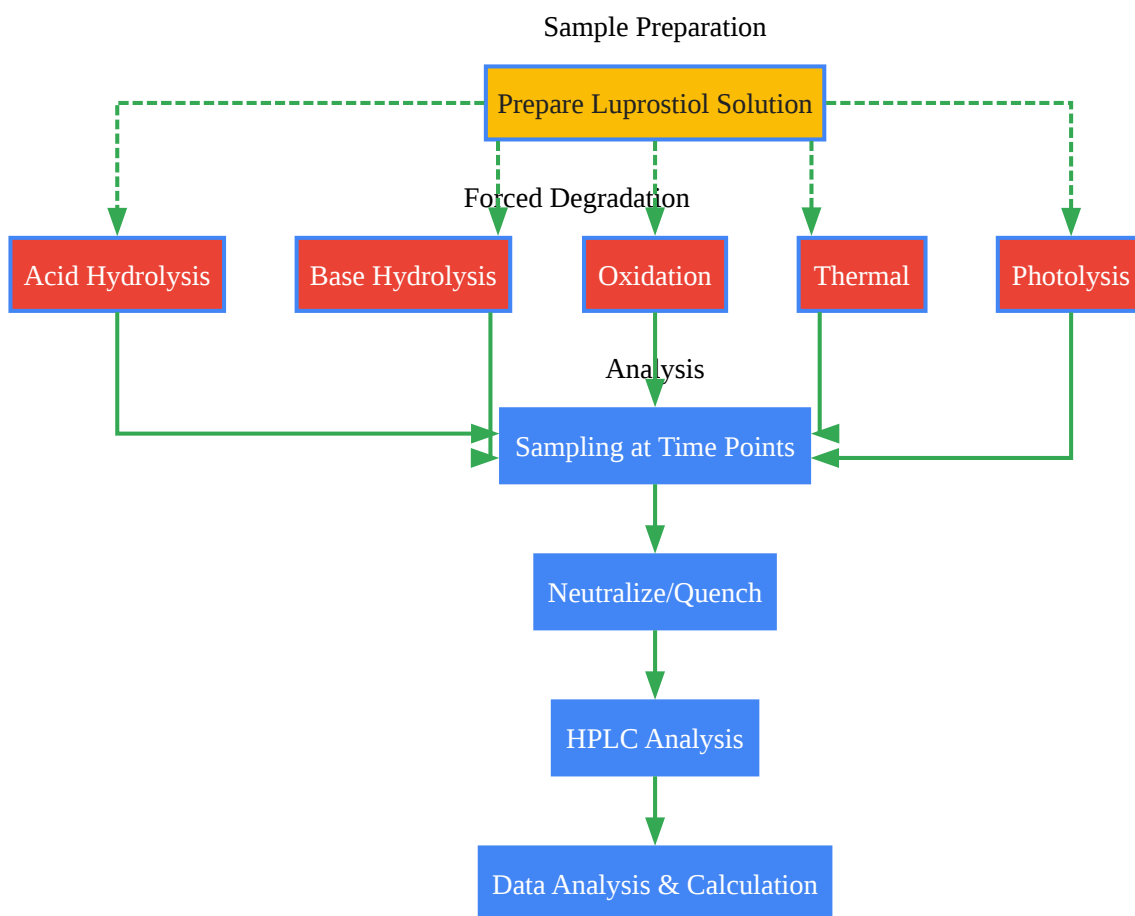 Sample Preparation
Prepare Luprostiol Solution
Forced Degradation
Acid Hydrolysis
Base Hydrolysis
Oxidation
Thermal
Photolysis
Analysis
Sampling at Time Points
Neutralize/Quench
HPLC Analysis
Data Analysis & Calculation